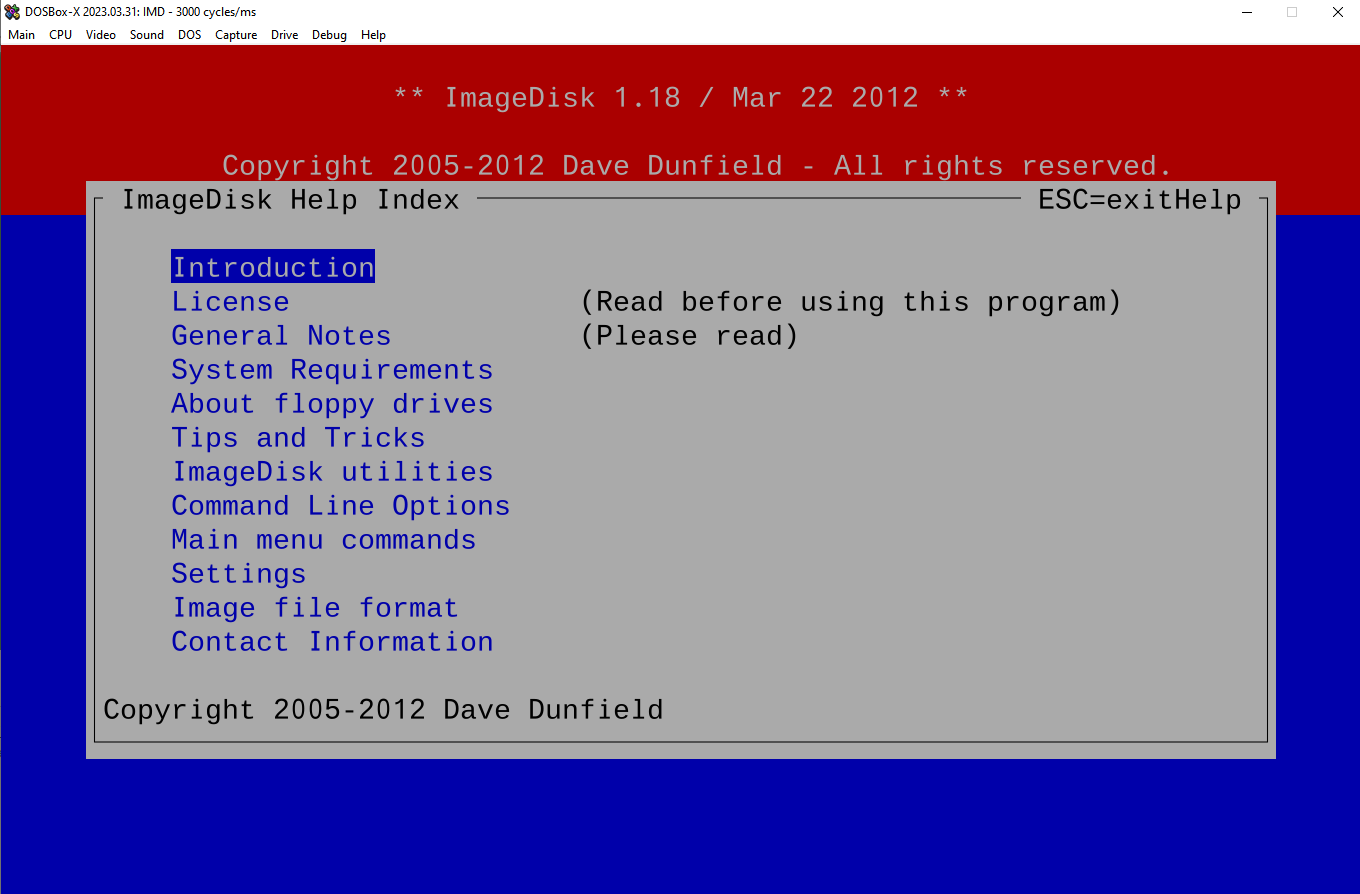 DOSBox-X 2023.03.31: IMD - 3000 cycles/ms
Main CPU Video Sound DOS Capture Drive Debug Help
** ImageDisk 1.18 / Mar 22 2012 **
Copyright 2005-2012 Dave Dunfield - All rights reserved.
ImageDisk Help Index ESC=exitHelp
Introduction
License (Read before using this program)
General Notes (Please read)
System Requirements
About floppy drives
Tips and Tricks
ImageDisk utilities
Command Line Options
Main menu commands
Settings
Image file format
Contact Information
Copyright 2005-2012 Dave Dunfield